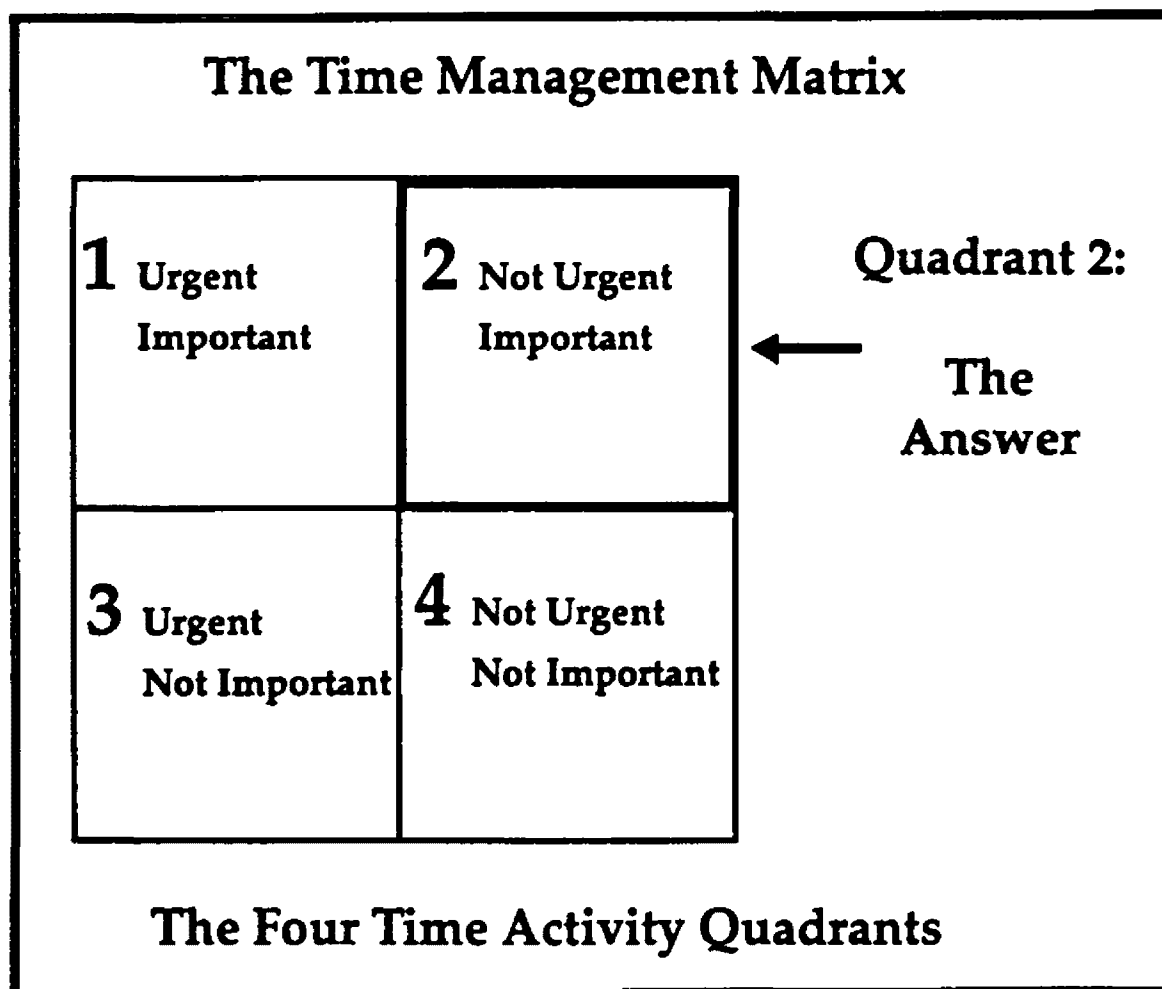 The Time Management Matrix
1 Urgent
Important
2 Not Urgent
Important
Quadrant 2:
The
Answer
3 Urgent
Not Important
4 Not Urgent
Not Important
The Four Time Activity Quadrants